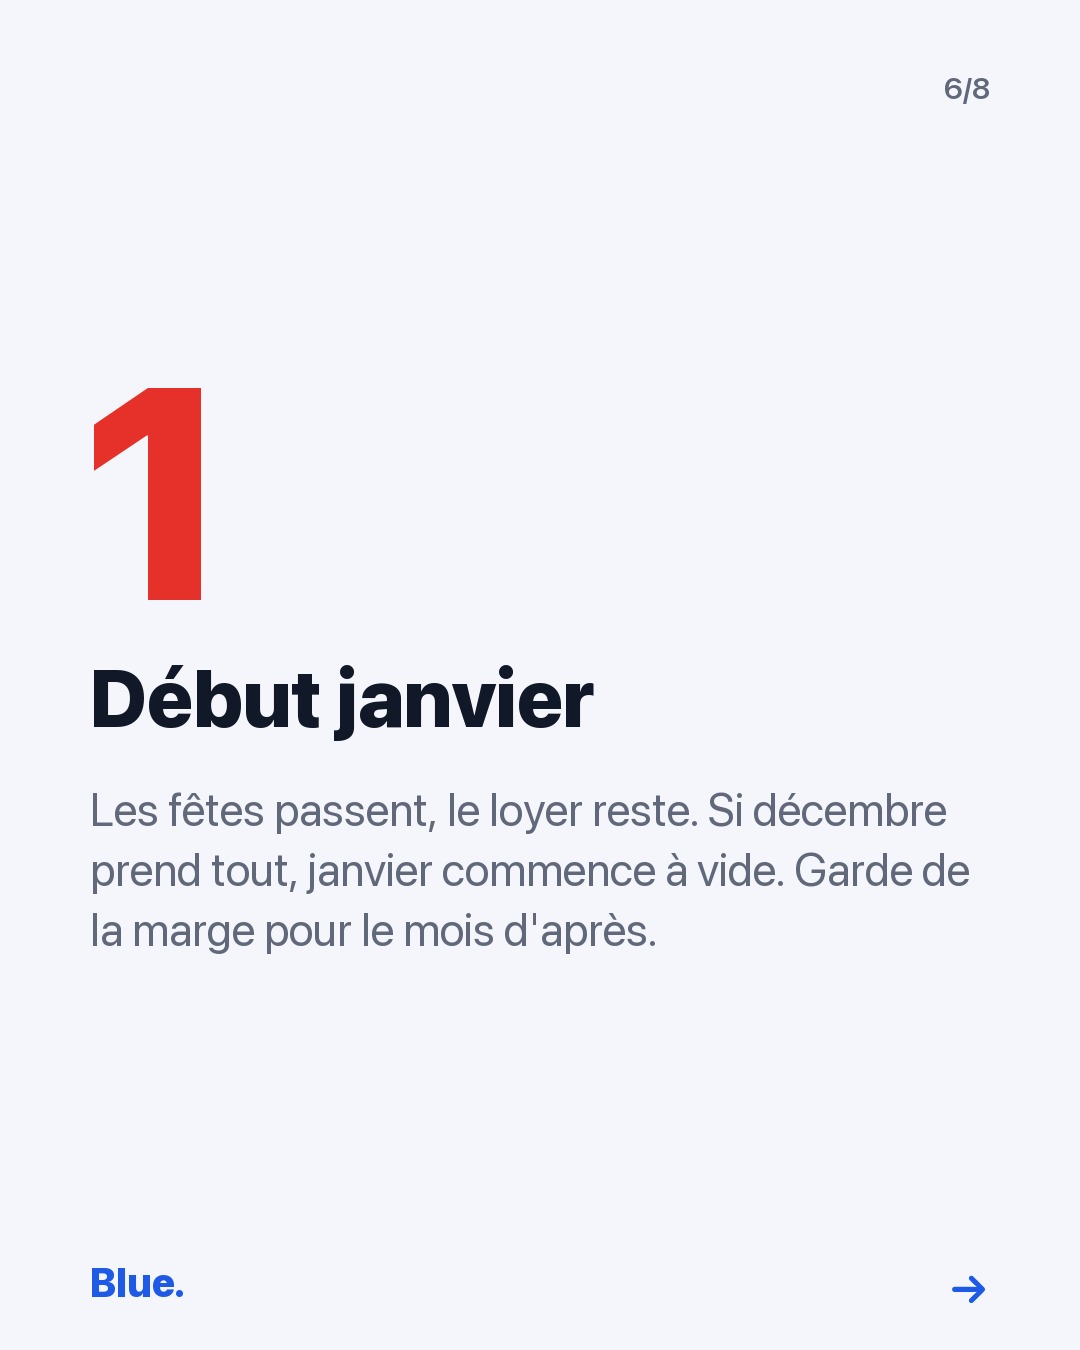 6/8
1
Début janvier
Les fêtes passent, le loyer reste. Si décembre
prend tout, janvier commence à vide. Garde de
la marge pour le mois d'après.
Blue.